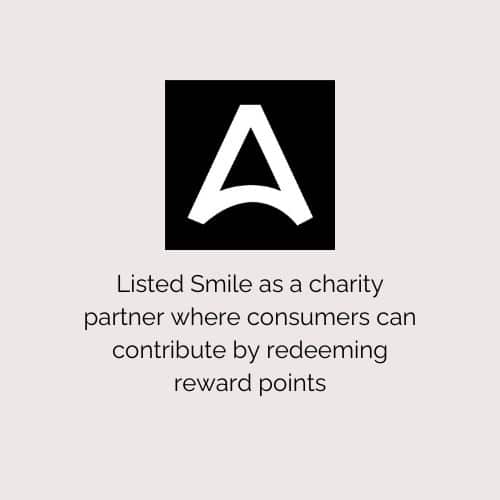 Listed Smile as a charity
partner where consumers can
contribute by redeeming
reward points